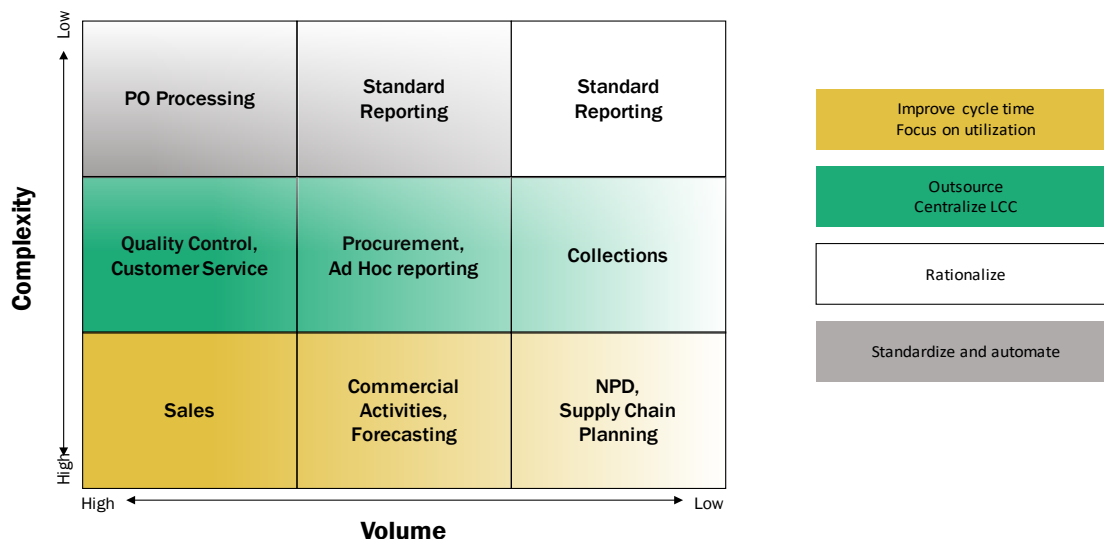 Low
PO Processing
Standard
Reporting
Standard
Reporting
Improve cycle time
Focus on utilization
Complexity
Quality Control,
Customer Service
Procurement,
Ad Hoc reporting
Collections
Outsource
Centralize LCC
Rationalize
Standardize and automate
Sales
Commercial
Activities,
Forecasting
NPD,
Supply Chain
Planning
High
High
Low
Volume